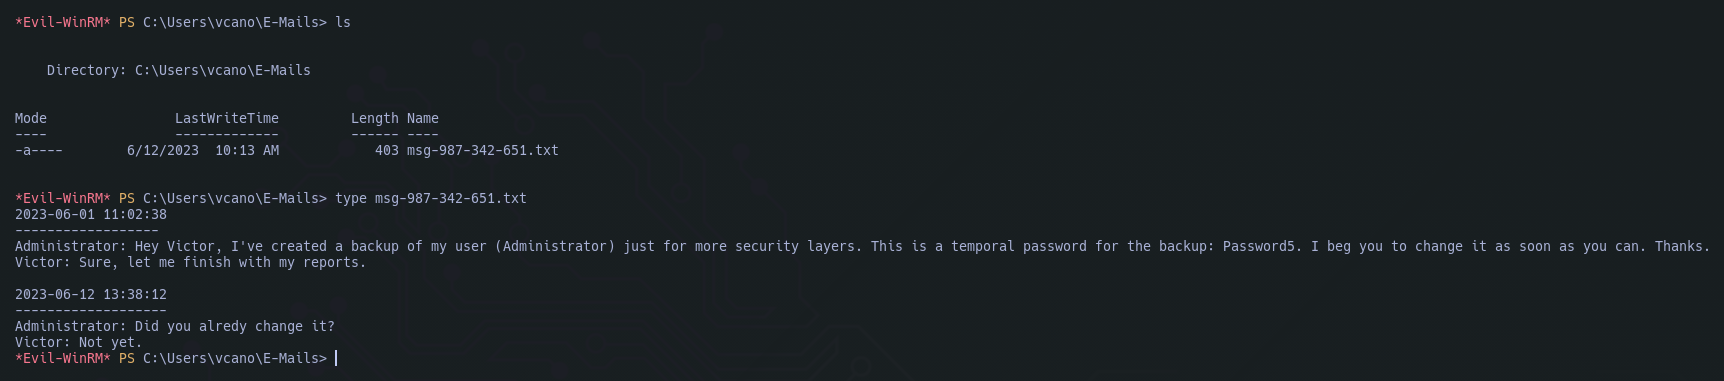 *Evil-WinRM* PS C:\Users\vcano\E-Mails> ls
Directory: C:\Users\vcano\E-Mails
Mode                LastWriteTime         Length Name
----                -------------         ------ ----
-a----        6/12/2023  10:13 AM            403 msg-987-342-651.txt
*Evil-WinRM* PS C:\Users\vcano\E-Mails> type msg-987-342-651.txt
2023-06-01 11:02:38
------------------
Administrator: Hey Victor, I've created a backup of my user (Administrator) just for more security layers. This is a temporal password for the backup: Password5. I beg you to change it as soon as you can. Thanks.
Victor: Sure, let me finish with my reports.
2023-06-12 13:38:12
-------------------
Administrator: Did you alredy change it?
Victor: Not yet.
*Evil-WinRM* PS C:\Users\vcano\E-Mails>